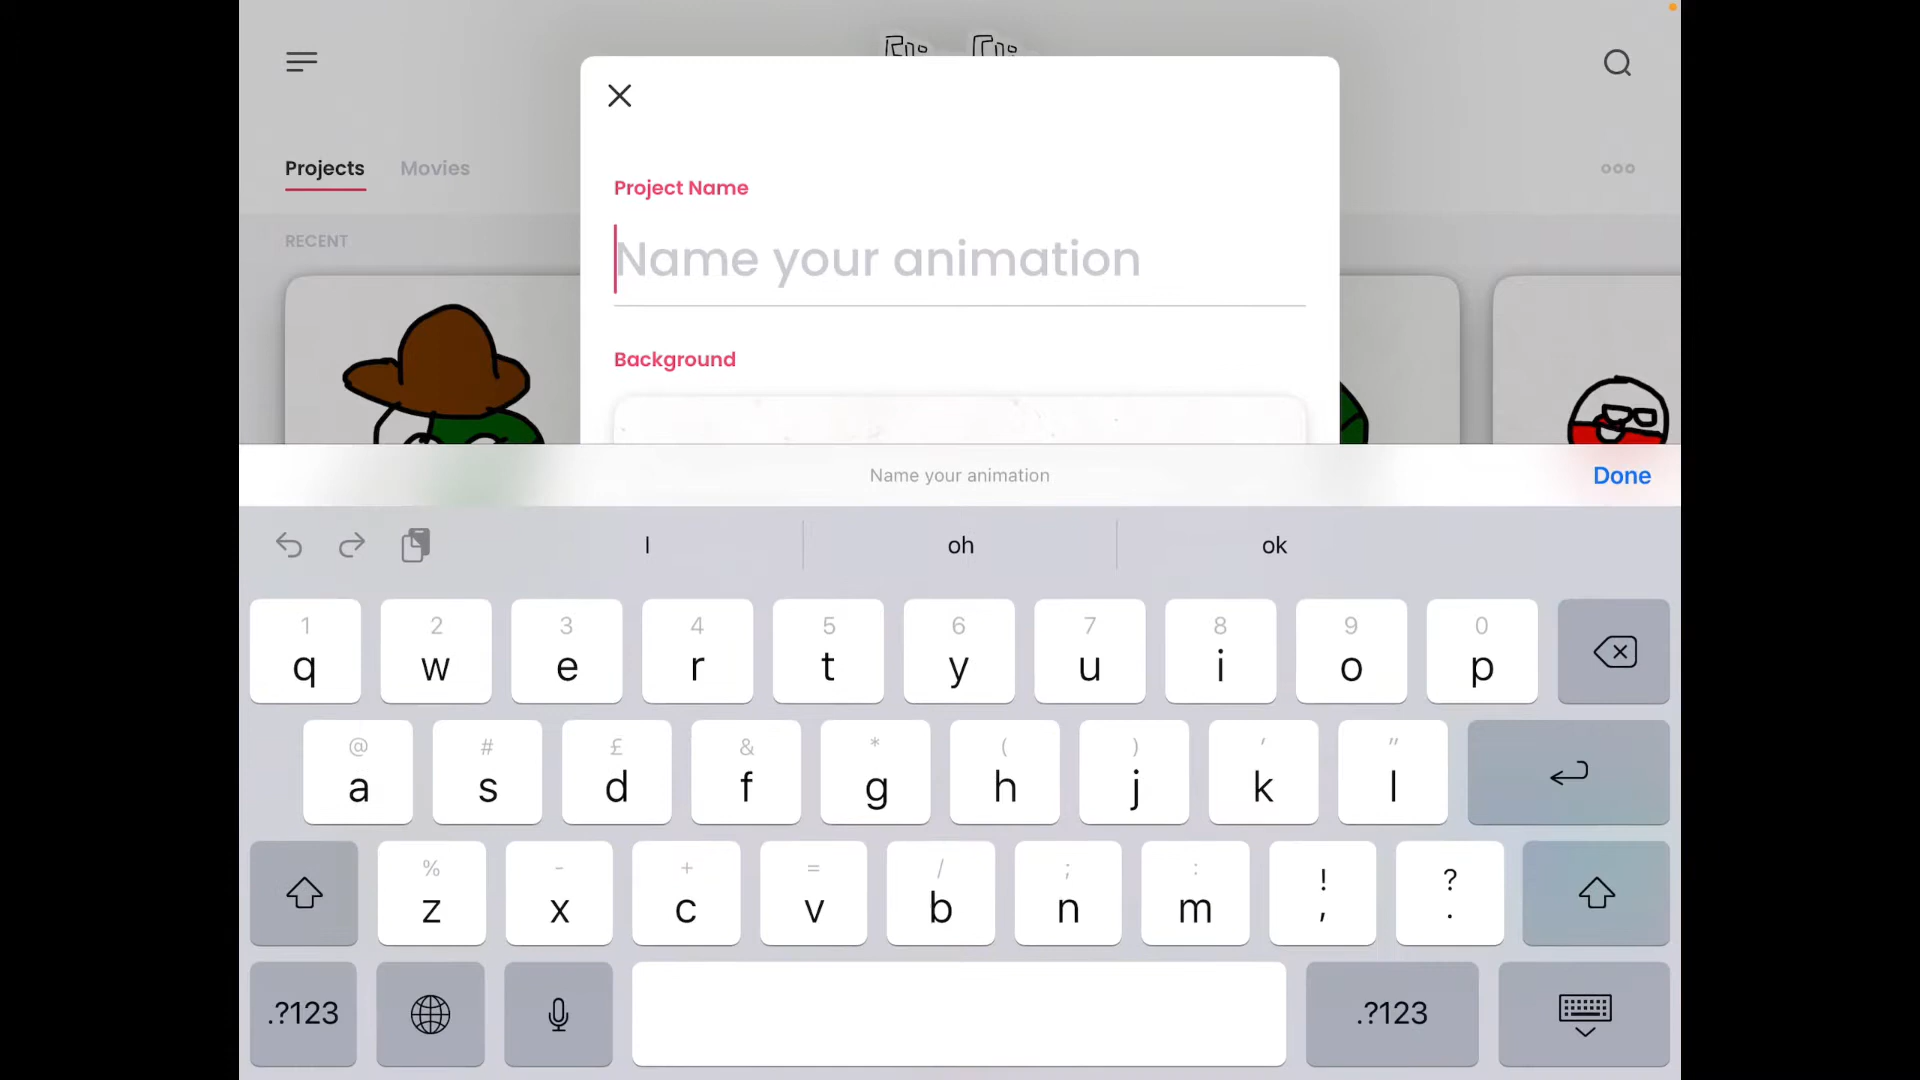 Projects
Movies
RECENT
Project Name
Name your animation
Background
Name your animation
Done
I
oh
ok
1 2 3 4 5 6 7 8 9 0
q w e r t y u i o p
@ # £ & * ( ) ' "
a s d f g h j k l
% - + = / ; : ! ?
z x c v b n m , .
.?123
.?123